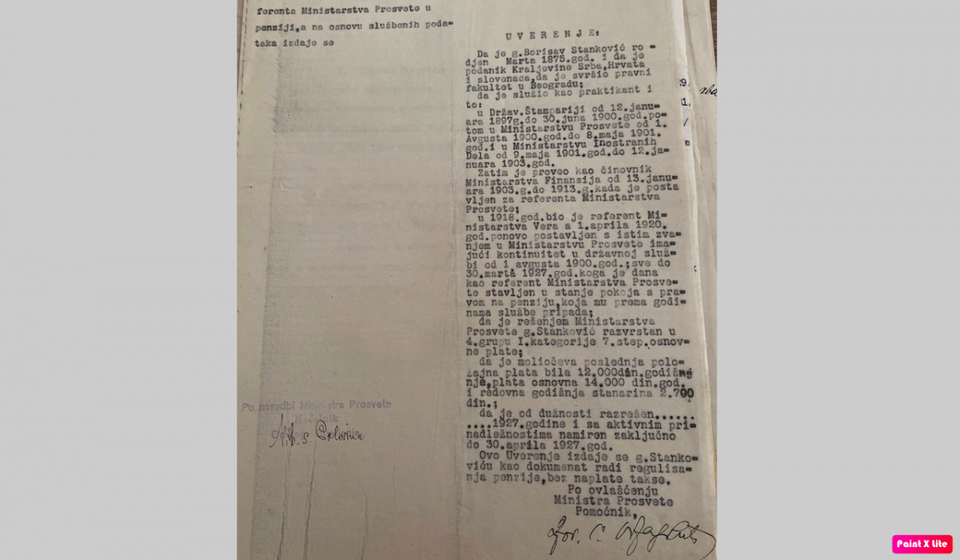 ferenta Ministarstva Prosvete u
penziji,a na osnovu službenih poda=
taka izdaje se
U V E R E N J E:
Da je g.Borisav Stanković ro =
djen Marta 1875.god. i da je
podanik Kraljevine Srba,Hrvata
i slovenaca,da je svršio pravni
fakultet u Beogradu;
da je služio kao praktikant i
to:
u Držav.Štampariji od 12.janu=
ara 1897g.do 30.juna 1900.god.po=
tom u Ministarstvu Prosvete od 1.
Avgusta 1900.god.do 8.maja 1901.
god.i u Ministarstvu Inostranih
Dela od 9.maja 1901.god.do 12.ja=
nuara 1903.god.
Zatim je proveo kao činovnik
Ministarstva Finansija od 13.janu=
ara 1903.g.do 1913.g.kada je posta
vljen za referenta Ministarstva
Prosvete;
u 1918.god.bio je referent Mi=
nistarstva Vera a 1.aprila 1920.
god.ponovo postavljen s istim zva=
njem u Ministarstvu Prosvete ima=
jući kontinuitet u državnoj služ=
bi od 1 avgusta 1900.god.;sve do
30.marta 1927.god.koga je dana
kao referent Ministarstva Prosve=
te stavljen u stanje pokoja s pra=
vom na penziju,koja mu prema godi=
nama službe pripada;
da je rešenjem Ministarstva
Prosvete g.Stanković razvrstan u
4.grupu I.kategorije 7.step.osnov=
ne plate;
da je moliočeva poslednja polo=
žajna plata bila 12.000din.godišnj
nje,plata osnovna 14.000 din.god.
i redovna godišnja stanarina 2.700
din.;
da je od dužnosti razrešen......
....1927.godine i sa aktivnim pri=
nadležnostima namiren zaključno
do 30.aprila 1927.god.
Ovo Uverenje izdaje se g.Stanko=
viću kao dokumenat radi regulisa=
nja penzije,bez naplate takse.
Po ovlašćenju
Ministra Prosvete
Pomoćnik,
Po naredbi Ministra Prosvete
Načelnik
Paint X Lite